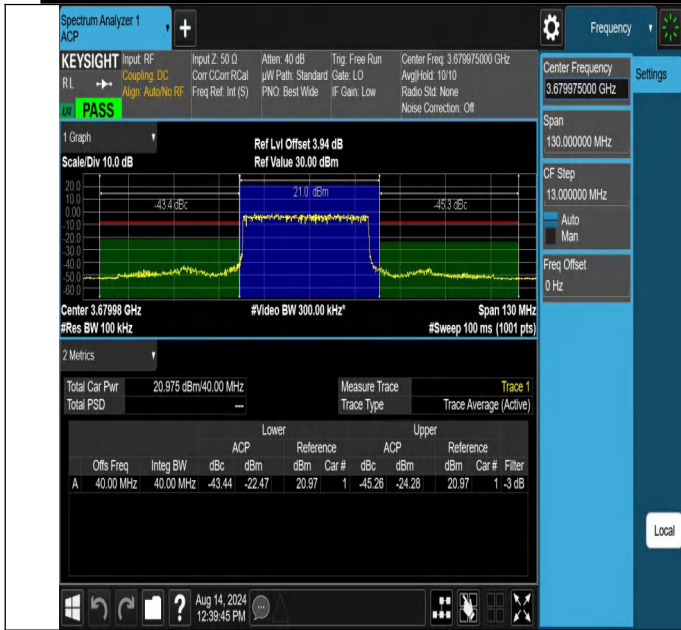 Spectrum Analyzer 1
ACP
+
Frequency
KEYSIGHT
RL
PASS
Input: RF
Coupling: DC
Align: Auto/No RF
Input Z: 50 Ω
Corr CCorr RCal
Freq Ref: Int (S)
Atten: 40 dB
µW Path: Standard
PNO: Best Wide
Trig: Free Run
Gate: LO
IF Gain: Low
Center Freq: 3.679975000 GHz
Avg|Hold: 10/10
Radio Std: None
Noise Correction: Off
Center Frequency
3.679975000 GHz
Settings
Span
130.000000 MHz
CF Step
13.000000 MHz
Auto
Man
Freq Offset
0 Hz
1 Graph
Scale/Div 10.0 dB
Ref Lvl Offset 3.94 dB
Ref Value 30.00 dBm
20.0
10.0
0.00
-10.0
-20.0
-30.0
-40.0
-50.0
-60.0
-43.4 dBc
21.0 dBm
-45.3 dBc
Center 3.67998 GHz
#Video BW 300.00 kHz*
Span 130 MHz
#Res BW 100 kHz
#Sweep 100 ms (1001 pts)
2 Metrics
Total Car Pwr 20.975 dBm/40.00 MHz
Measure Trace Trace 1
Total PSD ---
Trace Type Trace Average (Active)
Lower Upper
ACP Reference ACP Reference
Offs Freq Integ BW dBc dBm dBm Car # dBc dBm dBm Car # Filter
A 40.00 MHz 40.00 MHz -43.44 -22.47 20.97 1 -45.26 -24.28 20.97 1 -3 dB
Local
?
Aug 14, 2024
12:39:45 PM